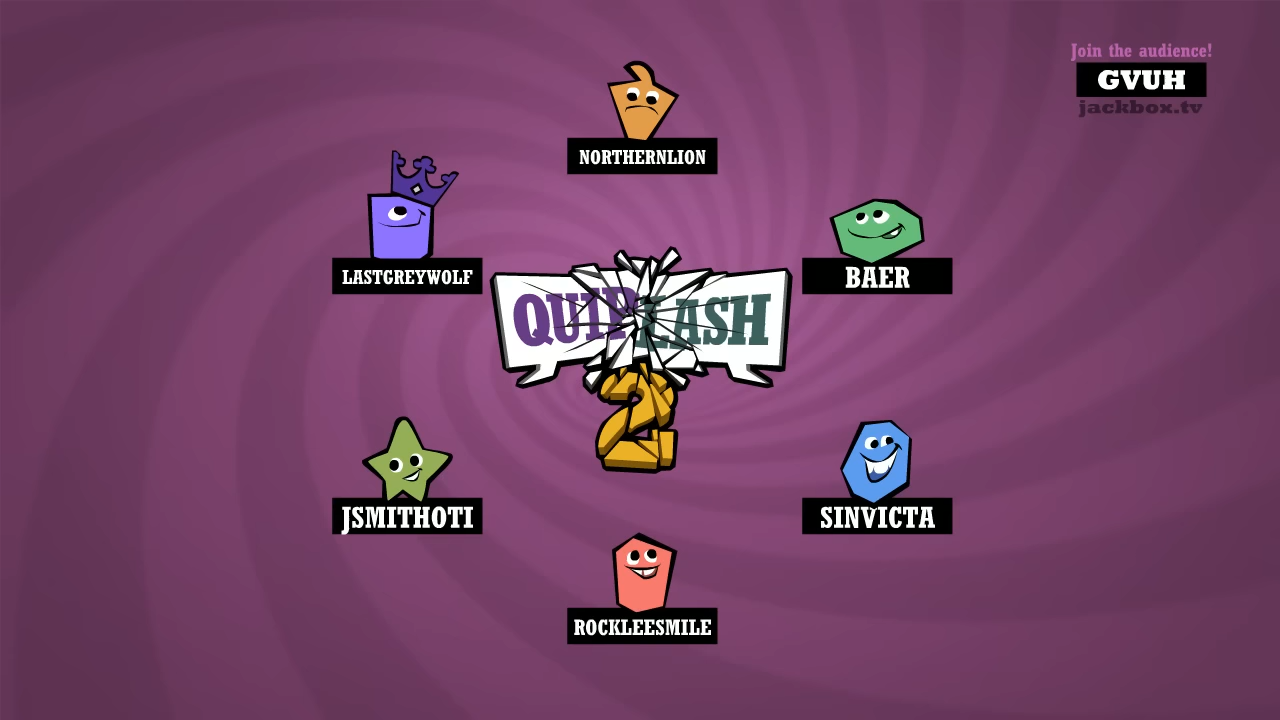 Join the audience!
GVUH
jackbox.tv
NORTHERNLION
LASTGREYWOLF
BAER
QUIPLASH
2
JSMITHOTI
SINVICTA
ROCKLEESMILE